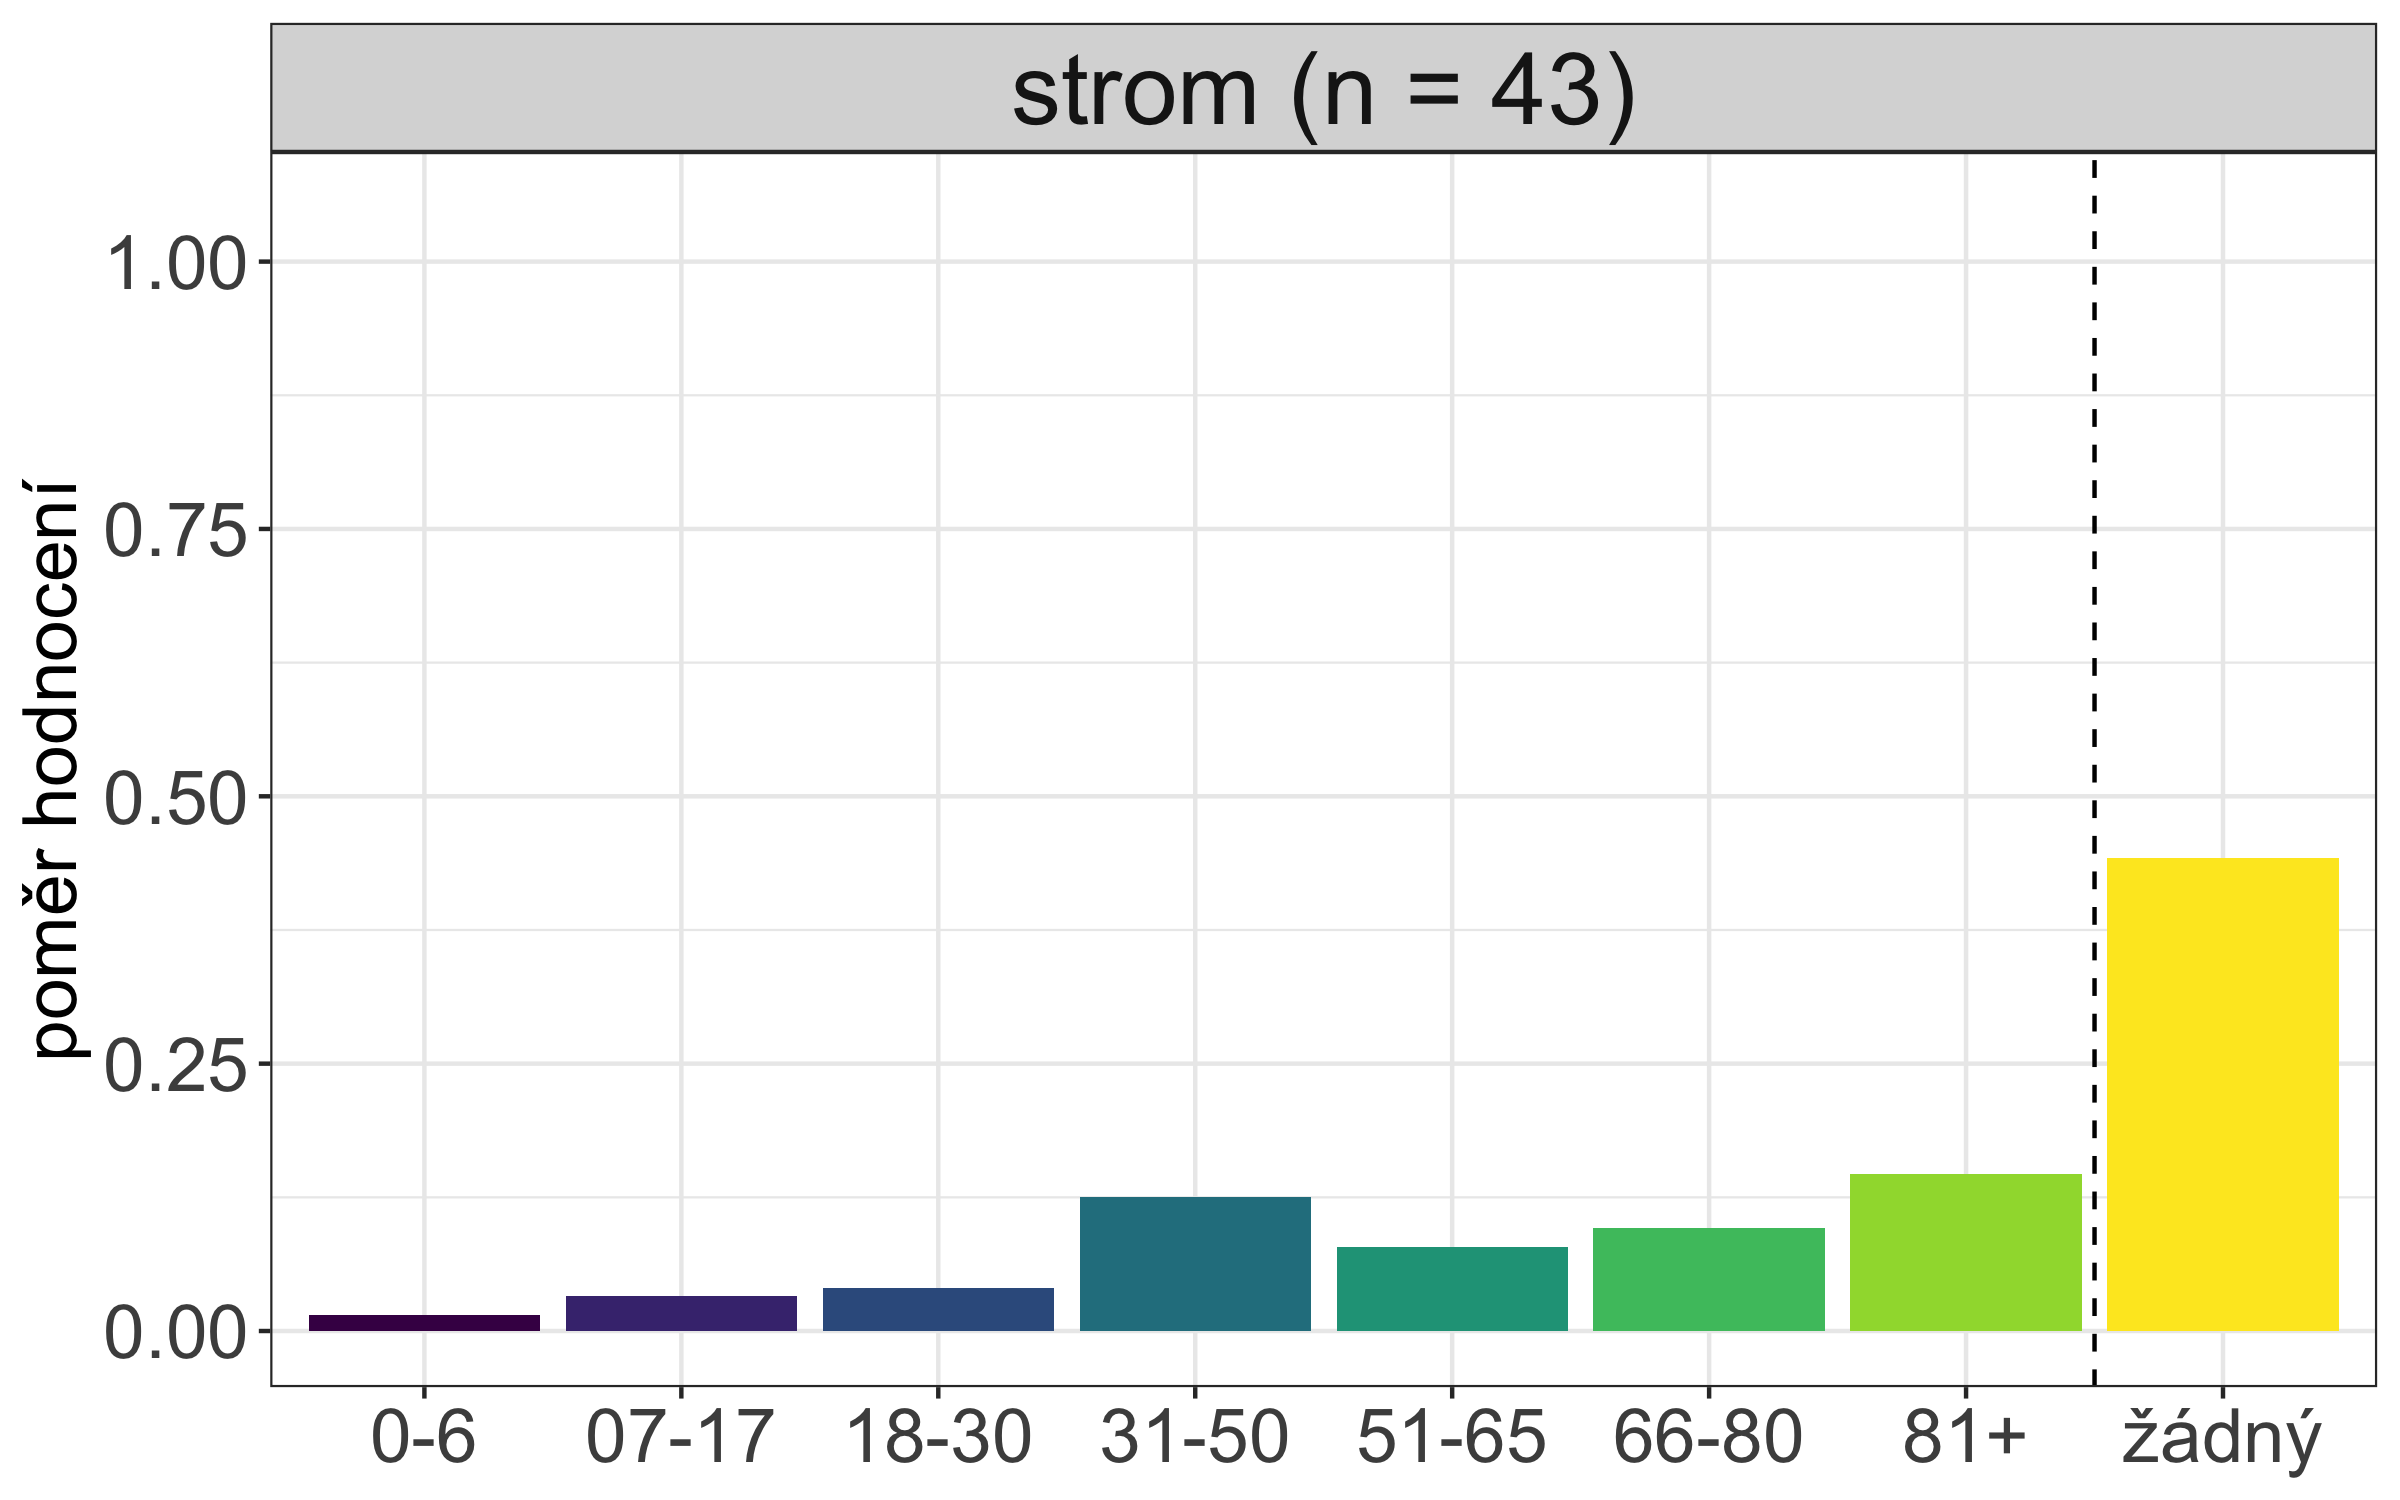 strom (n = 43)
poměr hodnocení
1.00
0.75
0.50
0.25
0.00
0-6 07-17 18-30 31-50 51-65 66-80 81+ žádný